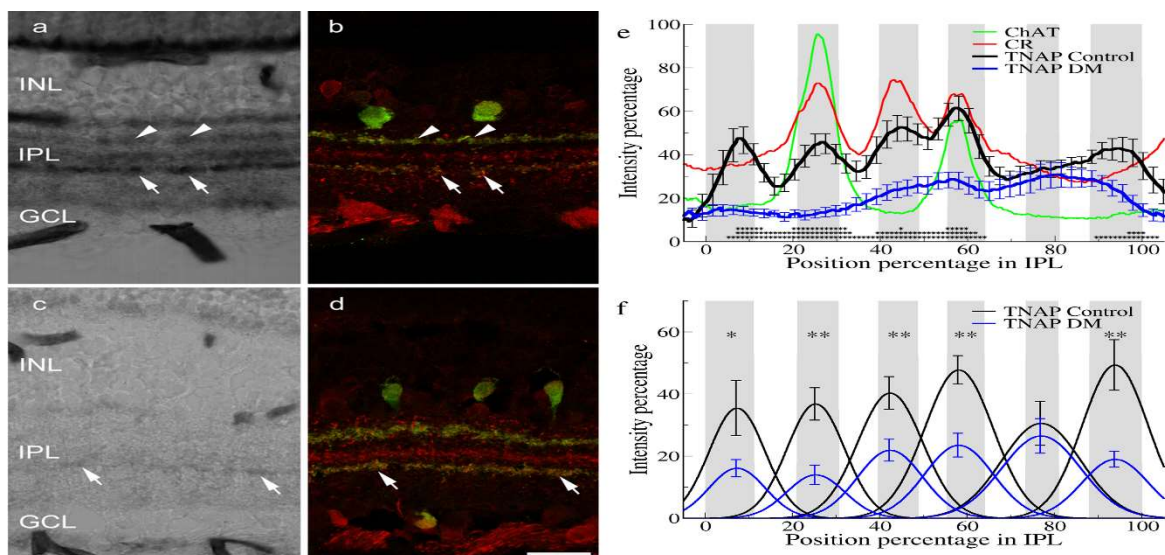 a
INL
IPL
GCL
b
c
INL
IPL
GCL
d
e
100
80
60
40
20
0
Intensity percentage
ChAT
CR
TNAP Control
TNAP DM
0 20 40 60 80 100
Position percentage in IPL
f
60
40
20
0
Intensity percentage
TNAP Control
TNAP DM
* ** ** ** **
0 20 40 60 80 100
Position percentage in IPL